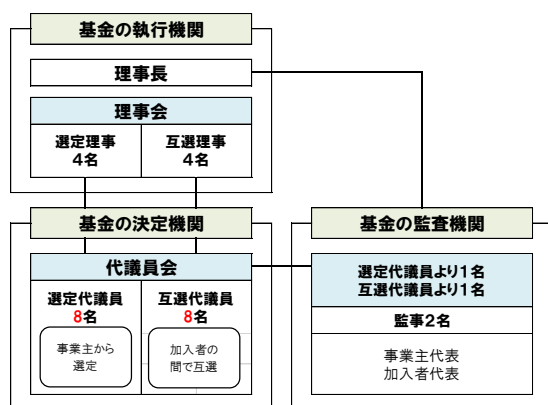 基金の執行機関
理事長
理事会
選定理事
4名
互選理事
4名
基金の決定機関
代議員会
選定代議員
8名
事業主から
選定
互選代議員
8名
加入者の
間で互選
基金の監査機関
選定代議員より1名
互選代議員より1名
監事2名
事業主代表
加入者代表